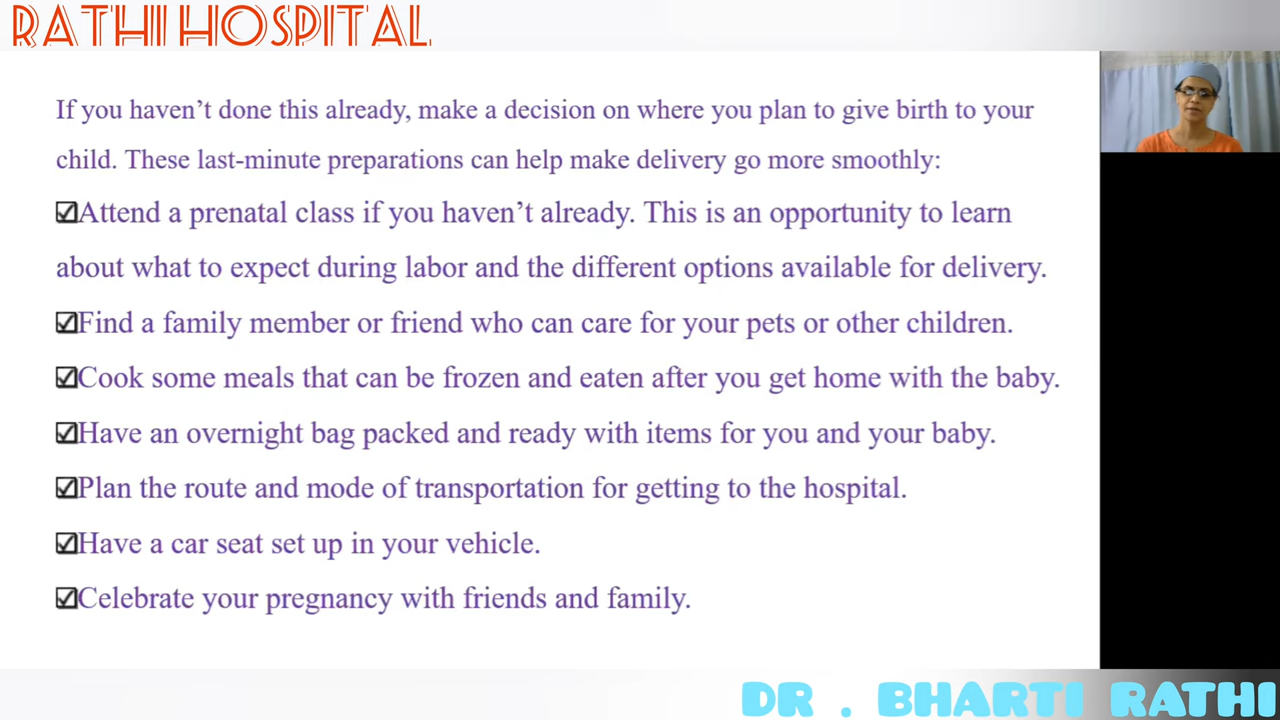 RATHI HOSPITAL
If you haven’t done this already, make a decision on where you plan to give birth to your
child. These last-minute preparations can help make delivery go more smoothly:
☑Attend a prenatal class if you haven’t already. This is an opportunity to learn
about what to expect during labor and the different options available for delivery.
☑Find a family member or friend who can care for your pets or other children.
☑Cook some meals that can be frozen and eaten after you get home with the baby.
☑Have an overnight bag packed and ready with items for you and your baby.
☑Plan the route and mode of transportation for getting to the hospital.
☑Have a car seat set up in your vehicle.
☑Celebrate your pregnancy with friends and family.
DR . BHARTI RATHI